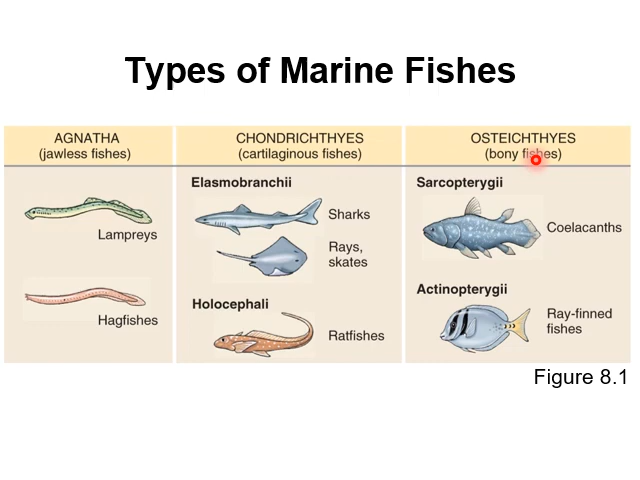 Types of Marine Fishes
AGNATHA
(jawless fishes)
Lampreys
Hagfishes
CHONDRICHTHYES
(cartilaginous fishes)
Elasmobranchii
Sharks
Rays,
skates
Holocephali
Ratfishes
OSTEICHTHYES
(bony fishes)
Sarcopterygii
Coelacanths
Actinopterygii
Ray-finned
fishes
Figure 8.1